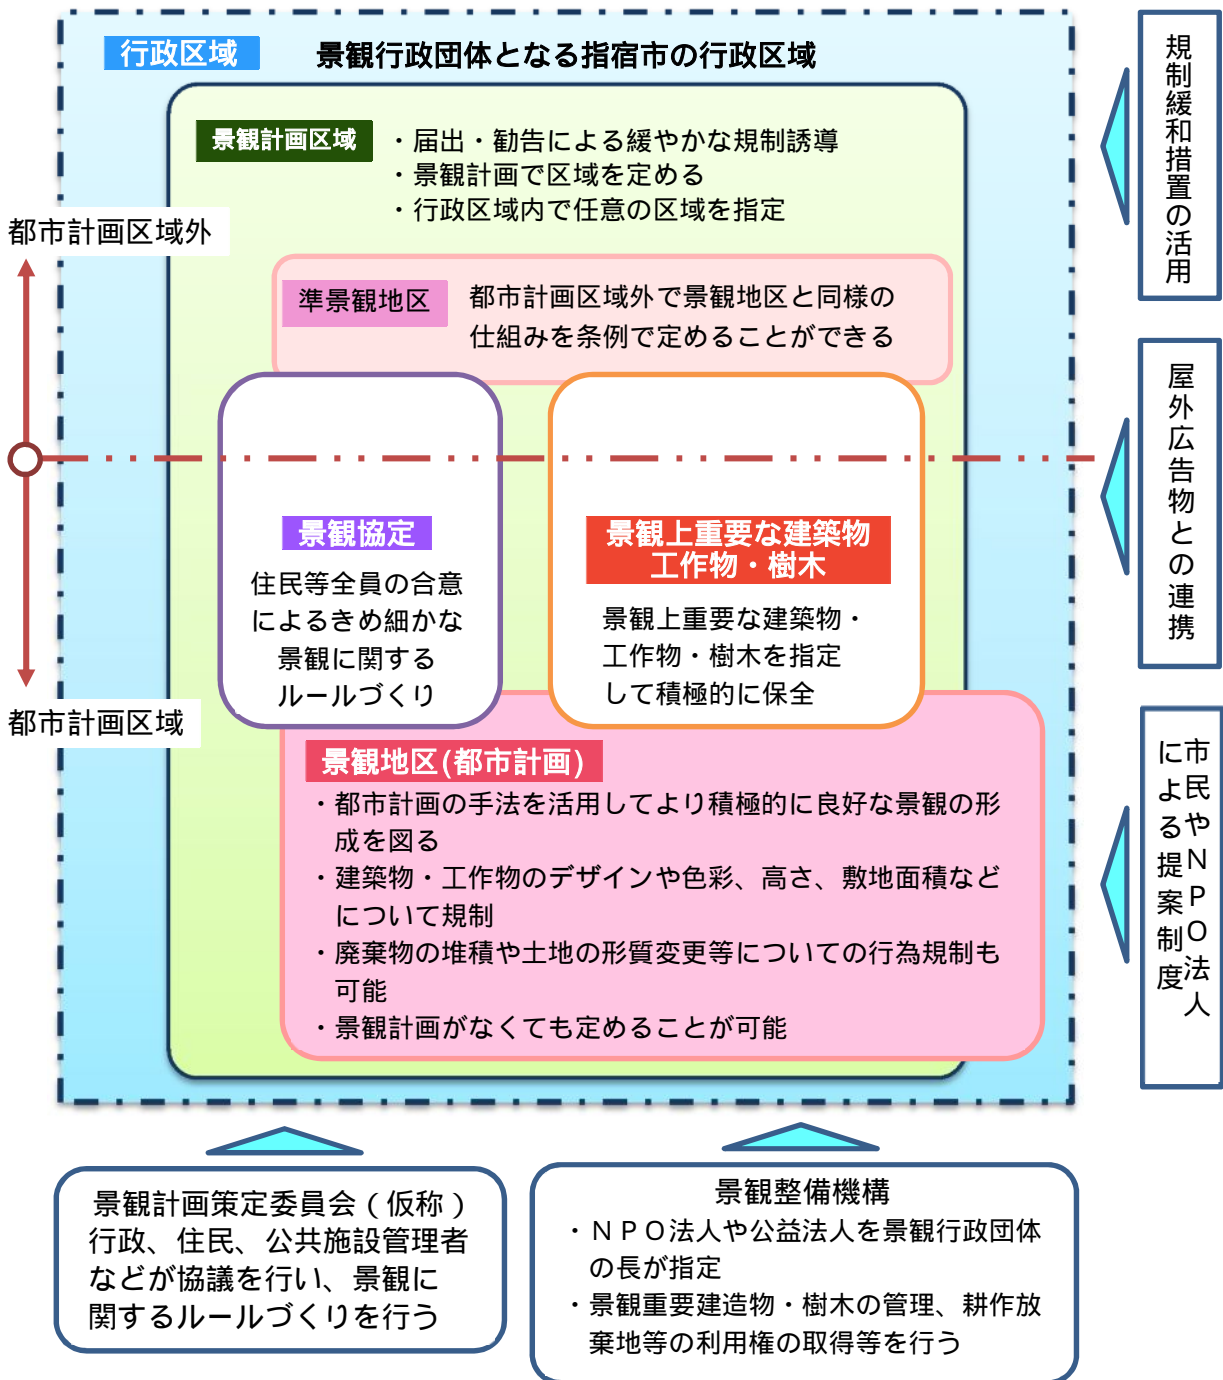 行政区域
景観行政団体となる指宿市の行政区域
景観計画区域
・届出・勧告による緩やかな規制誘導
・景観計画で区域を定める
・行政区域内で任意の区域を指定
都市計画区域外
準景観地区
都市計画区域外で景観地区と同様の
仕組みを条例で定めることができる
景観協定
住民等全員の合意
によるきめ細かな
景観に関する
ルールづくり
景観上重要な建築物
工作物・樹木
景観上重要な建築物・
工作物・樹木を指定
して積極的に保全
都市計画区域
景観地区(都市計画)
・都市計画の手法を活用してより積極的に良好な景観の形
成を図る
・建築物・工作物のデザインや色彩、高さ、敷地面積など
について規制
・廃棄物の堆積や土地の形質変更等についての行為規制も
可能
・景観計画がなくても定めることが可能
規制緩和措置の活用
屋外広告物との連携
市民やNPO法人
による提案制度
景観計画策定委員会（仮称）
行政、住民、公共施設管理者
などが協議を行い、景観に
関するルールづくりを行う
景観整備機構
・NPO法人や公益法人を景観行政団体
の長が指定
・景観重要建造物・樹木の管理、耕作放
棄地等の利用権の取得等を行う